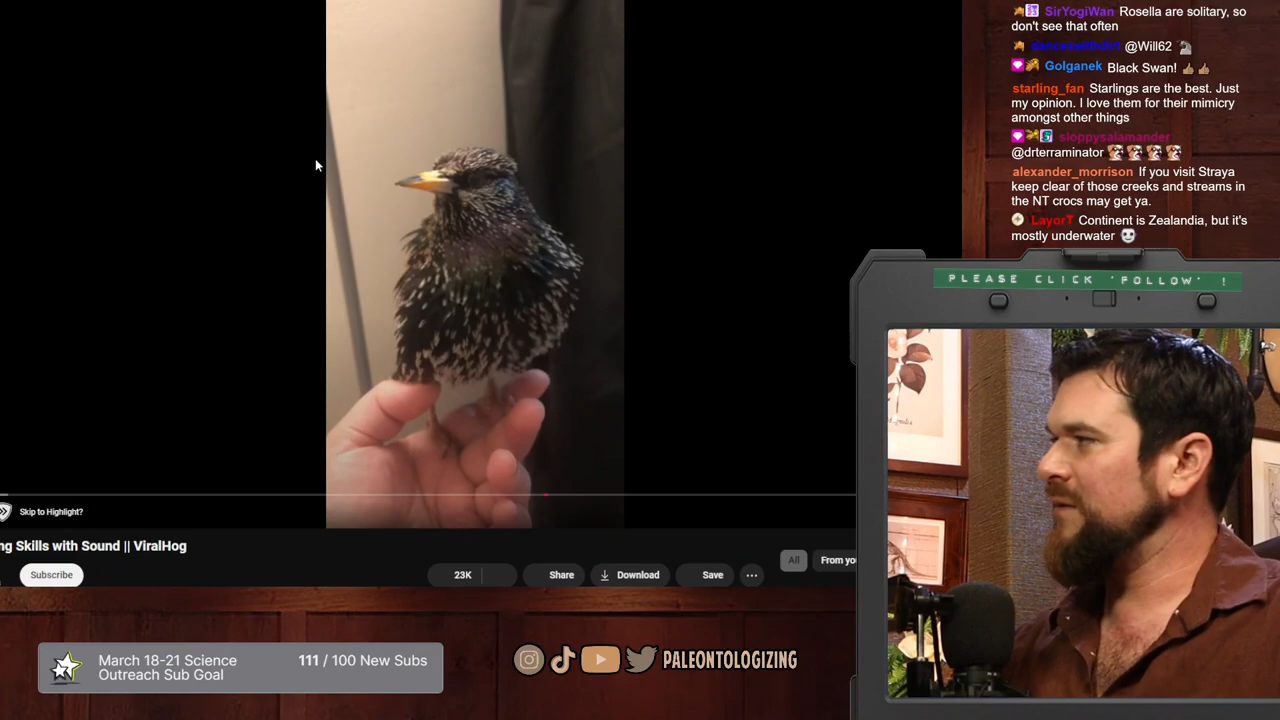 SirYogiWan Rosella are solitary, so
don't see that often
dancswithdirt @Will62
Golganek Black Swan!
starling_fan Starlings are the best. Just
my opinion. I love them for their mimicry
amongst other things
sloppysalamander
@drterraminator
alexander_morrison If you visit Straya
keep clear of those creeks and streams in
the NT crocs may get ya.
LayorT Continent is Zealandia, but it's
mostly underwater
PLEASE CLICK 'FOLLOW' !
Skip to Highlight?
ng Skills with Sound || ViralHog
Subscribe
23K
Share
Download
Save
All
From you
March 18-21 Science
Outreach Sub Goal
111 / 100 New Subs
PALEONTOLOGIZING